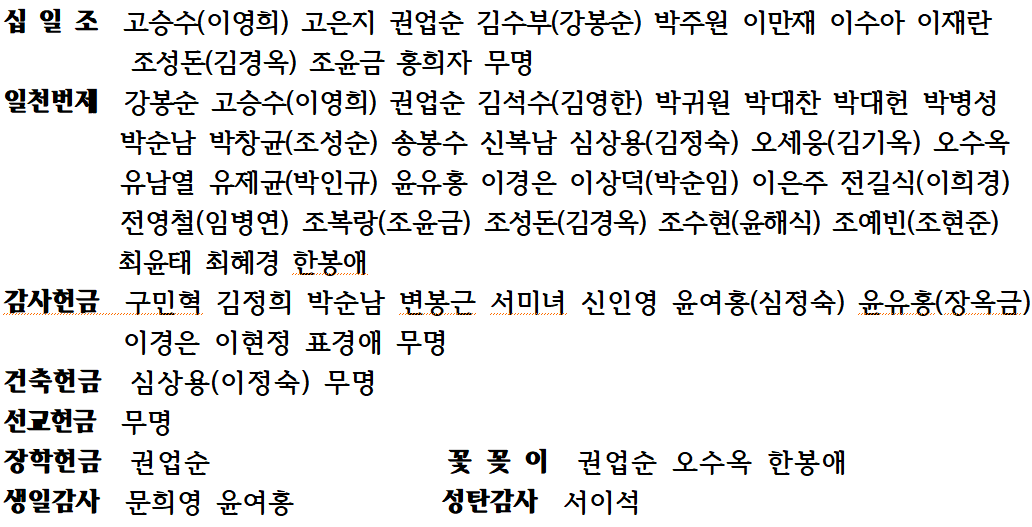 십 일 조 고승수(이영희) 고은지 권업순 김수부(강봉순) 박주원 이만재 이수아 이재란
조성돈(김경옥) 조윤금 홍희자 무명
일천번제 강봉순 고승수(이영희) 권업순 김석수(김영한) 박귀원 박대찬 박대헌 박병성
박순남 박창균(조성순) 송봉수 신복남 심상용(김정숙) 오세웅(김기옥) 오수옥
유남열 유제균(박인규) 윤유홍 이경은 이상덕(박순임) 이은주 전길식(이희경)
전영철(임병연) 조복랑(조윤금) 조성돈(김경옥) 조수현(윤해식) 조예빈(조현준)
최윤태 최혜경 한봉애
감사헌금 구민혁 김정희 박순남 변봉근 서미녀 신인영 윤여홍(심정숙) 윤유홍(장옥금)
이경은 이현정 표경애 무명
건축헌금 심상용(이정숙) 무명
선교헌금 무명
장학헌금 권업순 꽃 꽂 이 권업순 오수옥 한봉애
생일감사 문희영 윤여홍 성탄감사 서이석